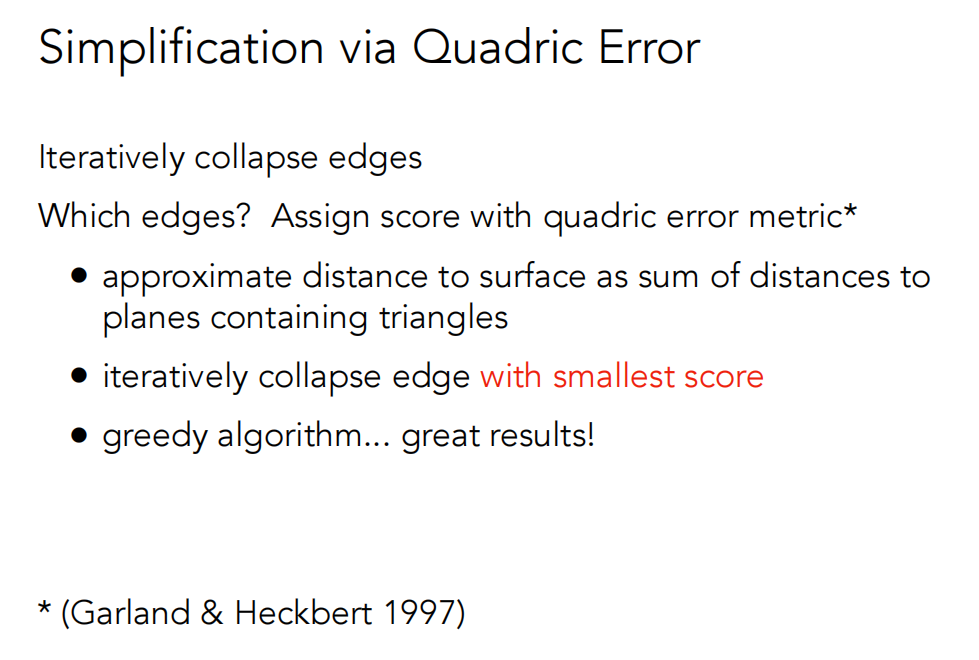 Simplification via Quadric Error
Iteratively collapse edges
Which edges?  Assign score with quadric error metric*
● approximate distance to surface as sum of distances to
planes containing triangles
● iteratively collapse edge with smallest score
● greedy algorithm... great results!
* (Garland & Heckbert 1997)